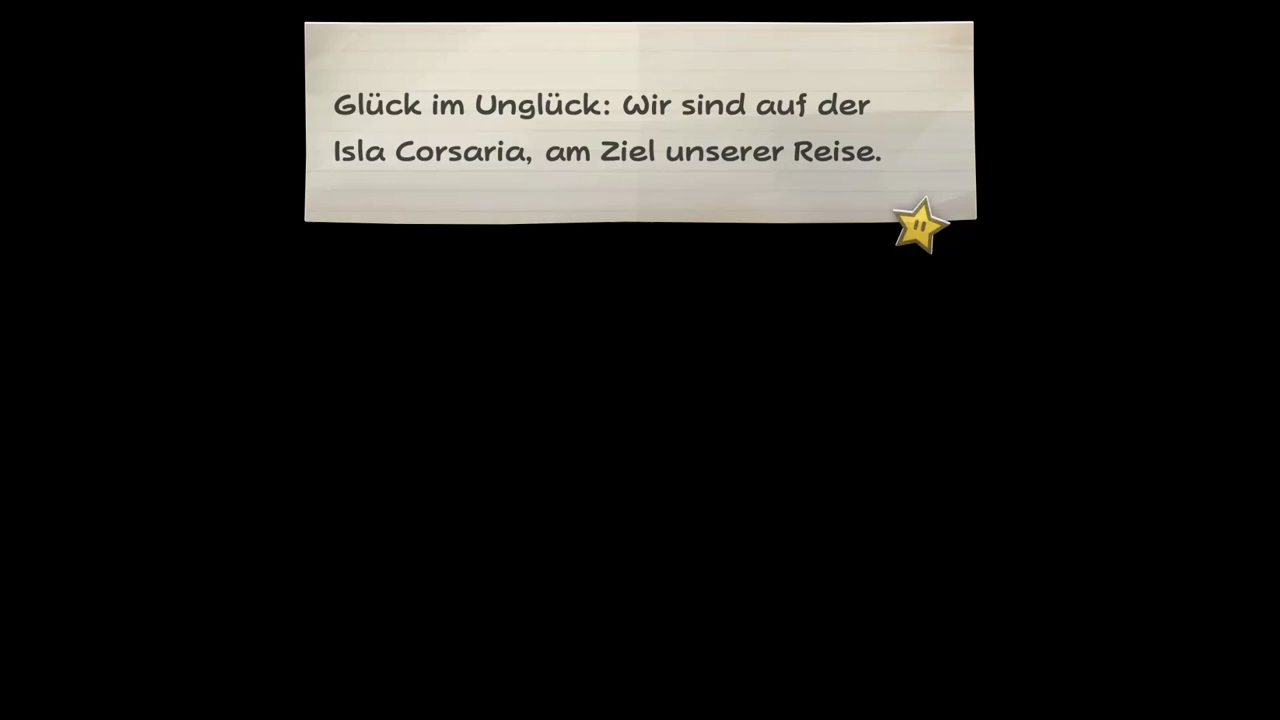 Glück im Unglück: Wir sind auf der
Isla Corsaria, am Ziel unserer Reise.